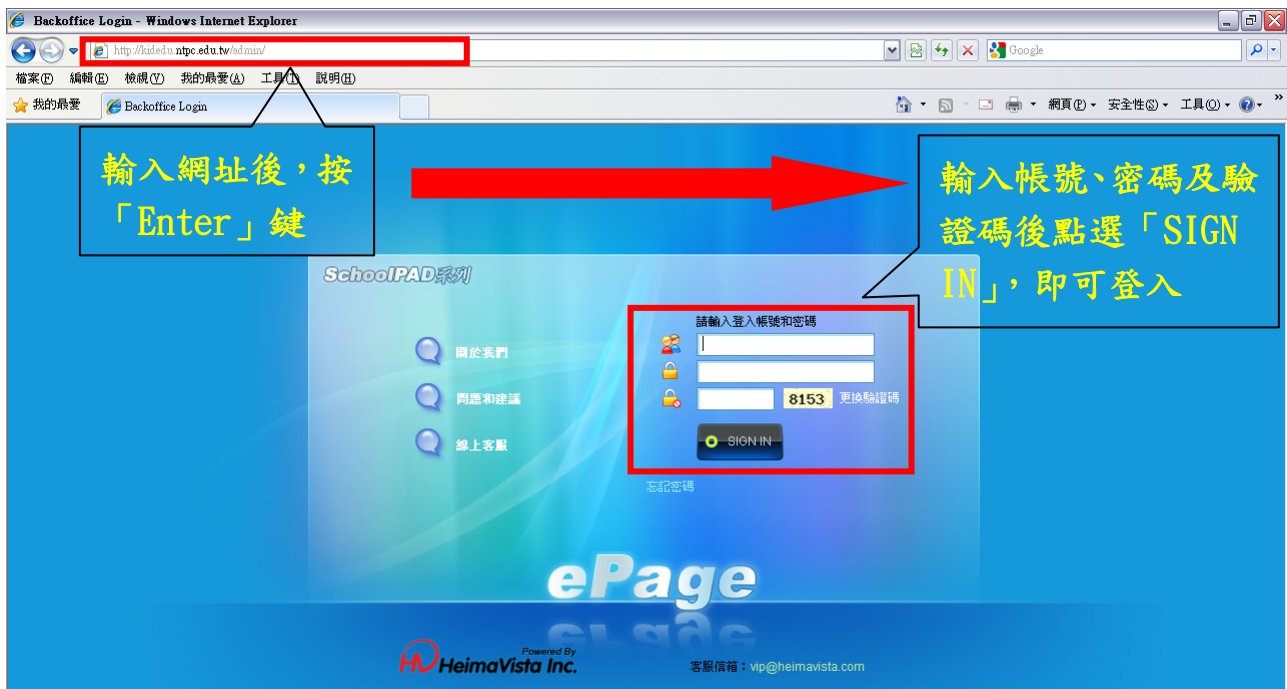 Backoffice Login - Windows Internet Explorer
http://kidedu.ntpc.edu.tw/admin/
Google
檔案(F) 編輯(E) 檢視(V) 我的最愛(A) 工具(T) 說明(H)
我的最愛 Backoffice Login
網頁(P) 安全性(S) 工具(O)
輸入網址後，按
「Enter」鍵
輸入帳號、密碼及驗
證碼後點選「SIGN
IN」，即可登入
SchoolPAD系列
請輸入登入帳號和密碼
關於我們
問題和建議
8153 更換驗證碼
線上客服
SIGN IN
忘記密碼
ePage
Powered By
HeimaVista Inc.
客服信箱：vip@heimavista.com